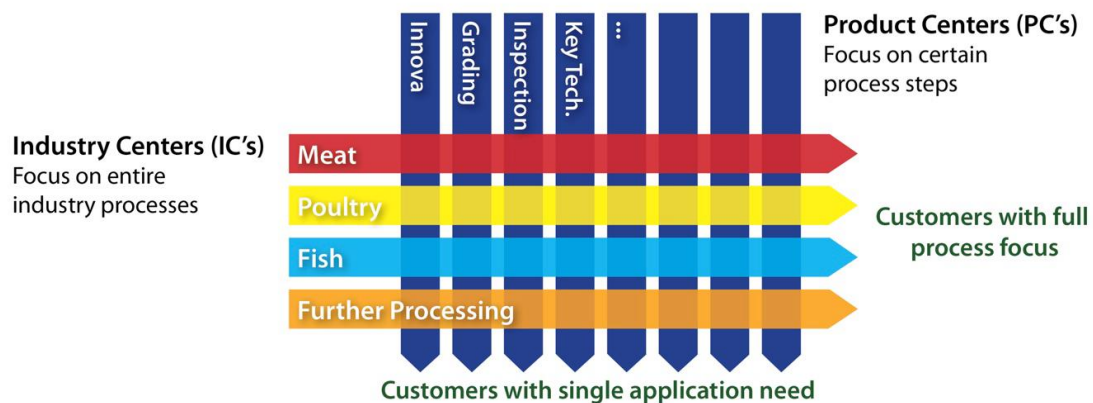 Innova
Grading
Inspection
Key Tech.
...
Product Centers (PC's)
Focus on certain
process steps
Industry Centers (IC's)
Focus on entire
industry processes
Meat
Poultry
Fish
Further Processing
Customers with full
process focus
Customers with single application need